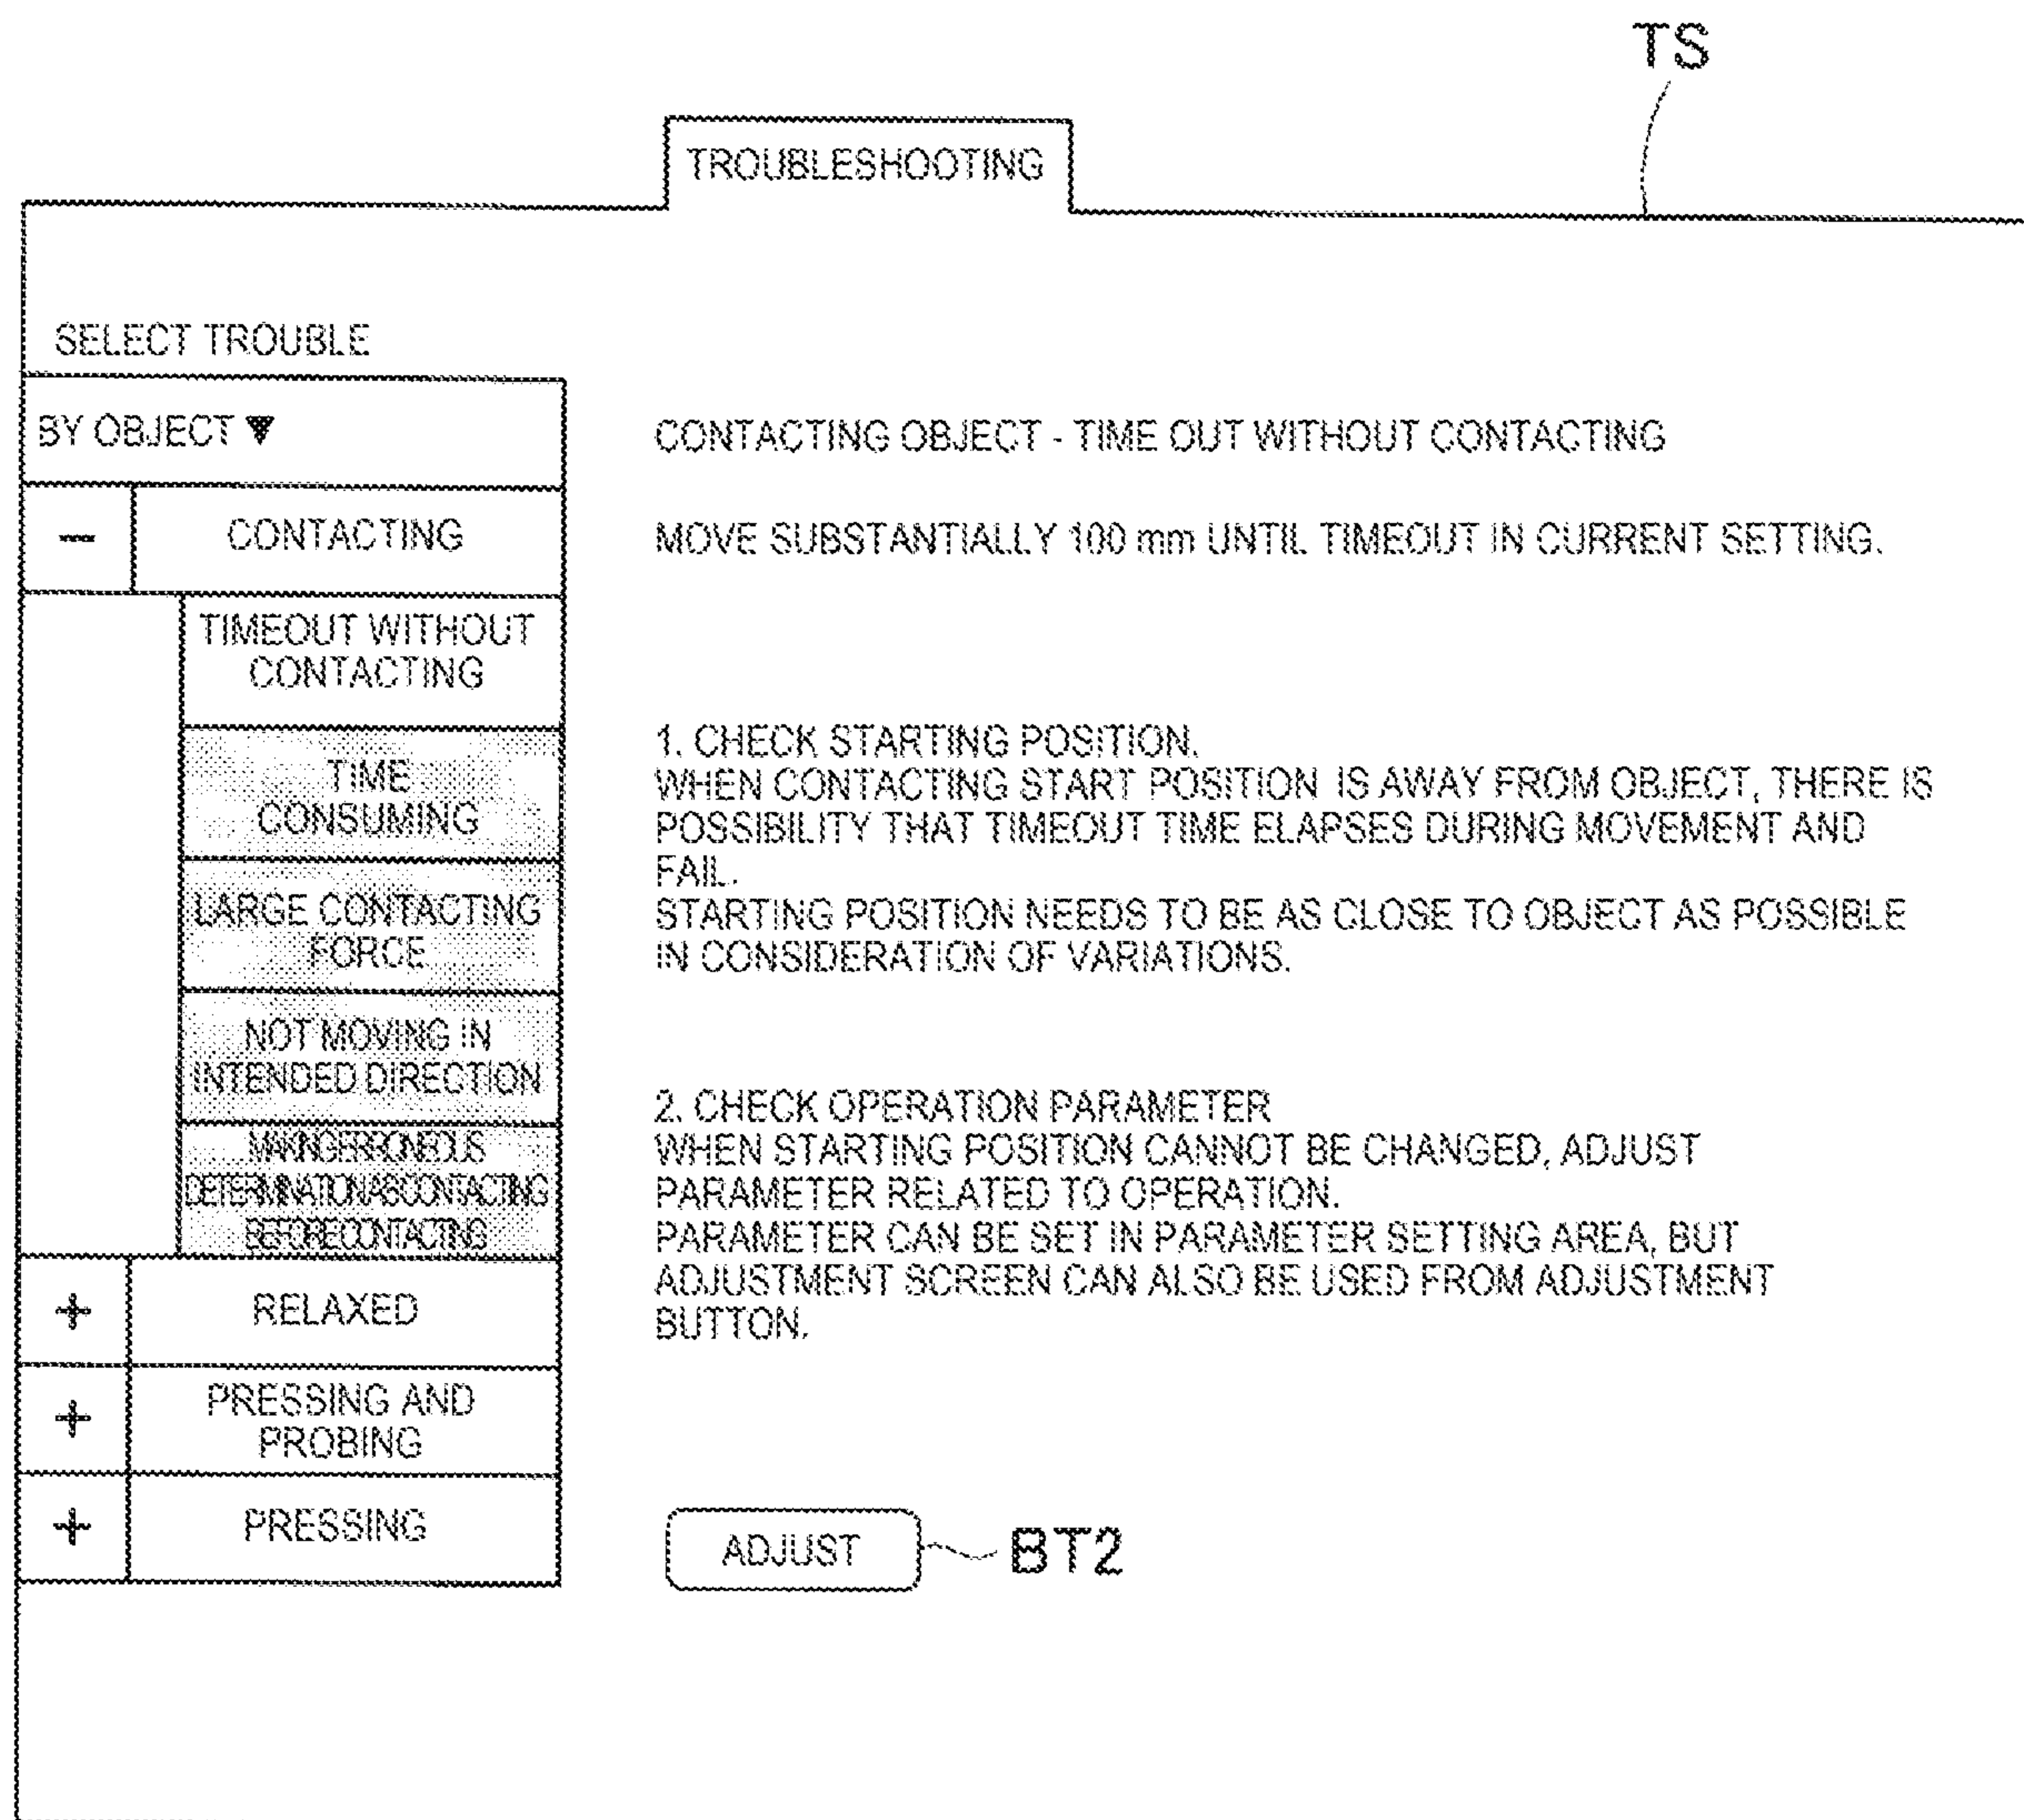 TS
TROUBLESHOOTING
SELECT TROUBLE
BY OBJECT ▼
− CONTACTING
TIMEOUT WITHOUT
CONTACTING
TIME
CONSUMING
LARGE CONTACTING
FORCE
NOT MOVING IN
INTENDED DIRECTION
MAKING ERRONEOUS
DETERMINATION AS CONTACTING
BEFORE CONTACTING
+ RELAXED
+ PRESSING AND
PROBING
+ PRESSING
CONTACTING OBJECT - TIME OUT WITHOUT CONTACTING
MOVE SUBSTANTIALLY 100 mm UNTIL TIMEOUT IN CURRENT SETTING.
1. CHECK STARTING POSITION.
WHEN CONTACTING START POSITION IS AWAY FROM OBJECT, THERE IS
POSSIBILITY THAT TIMEOUT TIME ELAPSES DURING MOVEMENT AND
FAIL.
STARTING POSITION NEEDS TO BE AS CLOSE TO OBJECT AS POSSIBLE
IN CONSIDERATION OF VARIATIONS.
2. CHECK OPERATION PARAMETER
WHEN STARTING POSITION CANNOT BE CHANGED, ADJUST
PARAMETER RELATED TO OPERATION.
PARAMETER CAN BE SET IN PARAMETER SETTING AREA, BUT
ADJUSTMENT SCREEN CAN ALSO BE USED FROM ADJUSTMENT
BUTTON.
ADJUST
BT2